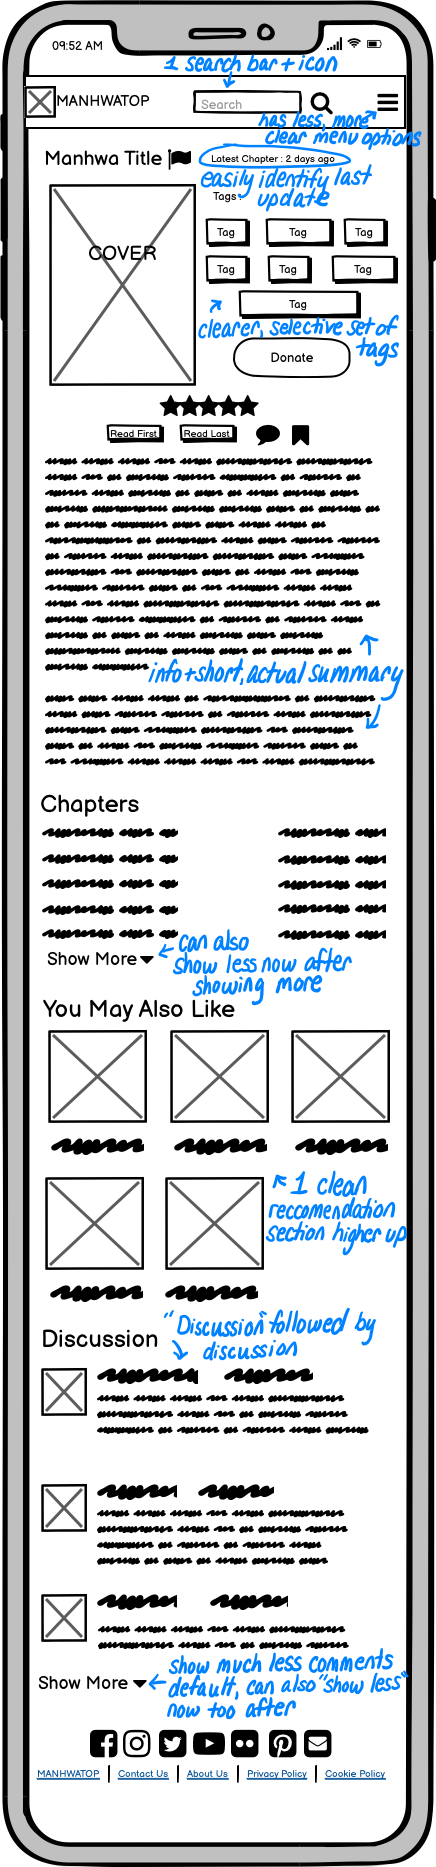 09:52 AM
1 search bar + icon
MANHWATOP
Search
has less, more
clear menu options
Manhwa Title
Latest Chapter : 2 days ago
easily identify last
update
Tags:
COVER
Tag
Tag
Tag
Tag
Tag
Tag
Tag
clearer, selective set of
tags
Donate
Read First
Read Last
info + short, actual summary
Chapters
Show More
can also
show less now after
showing more
You May Also Like
1 clean
reccomendation
section higher up
Discussion
"Discussion" followed by
discussion
Show More
show much less comments
default, can also "show less"
now too after
MANHWATOP
Contact Us
About Us
Privacy Policy
Cookie Policy